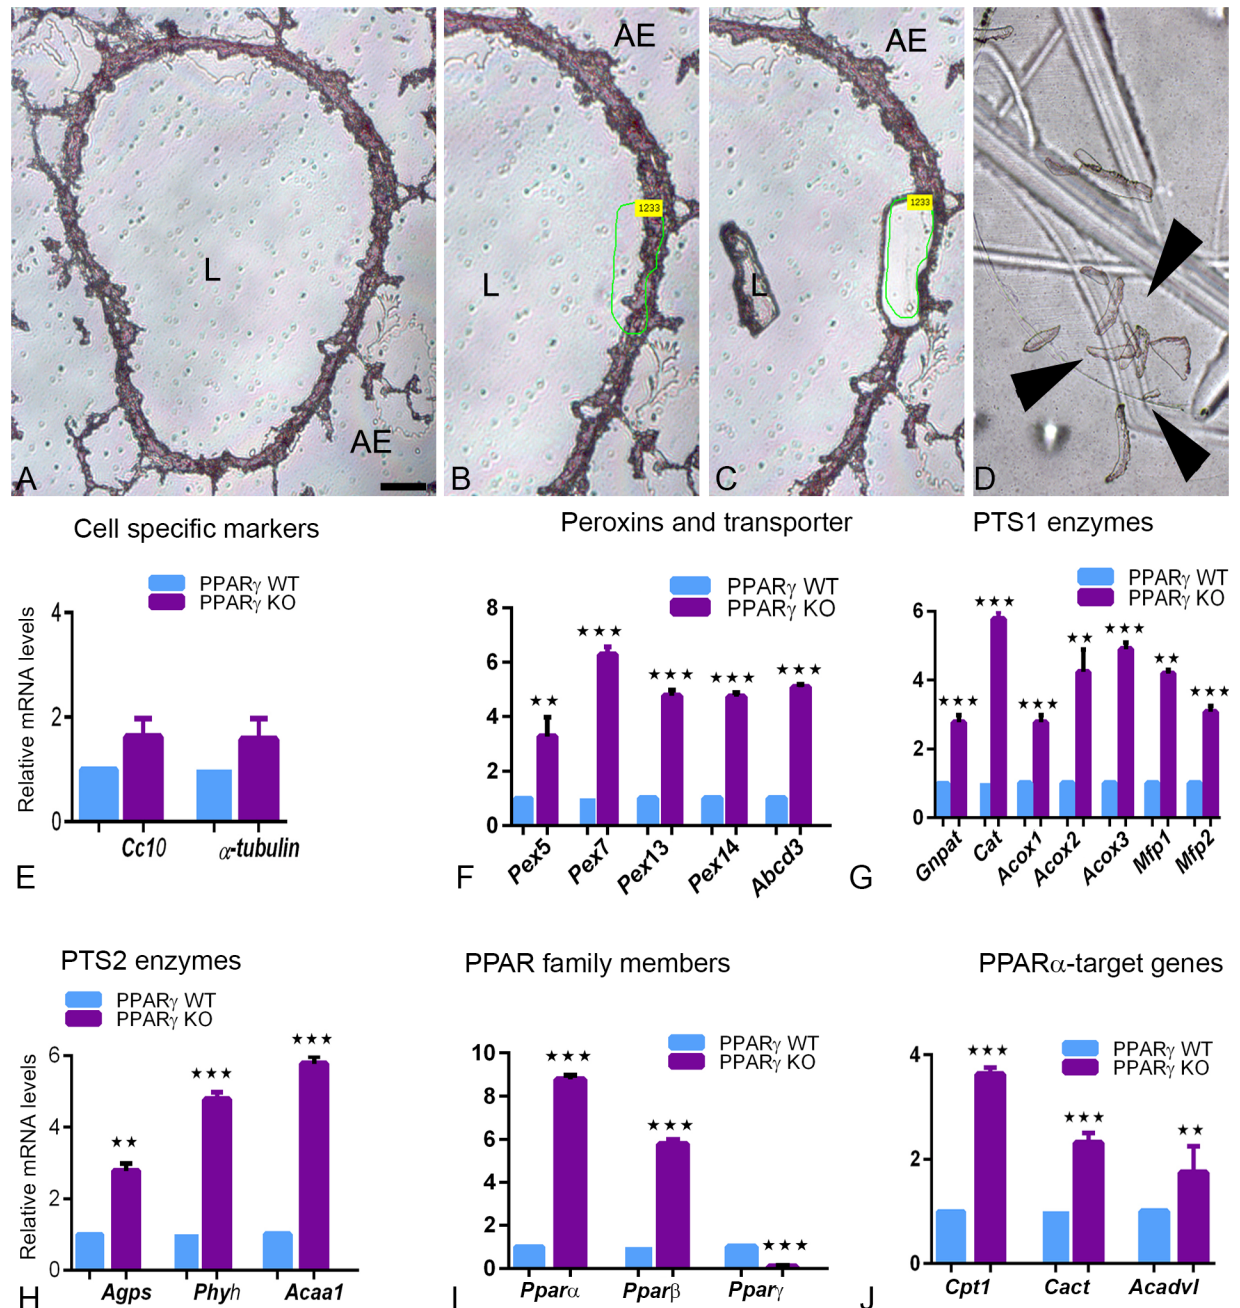 AE
AE
1233
1233
L
L
L
AE
A
B
C
D
Cell specific markers
PPARγ WT
PPARγ KO
Relative mRNA levels
4
2
0
Cc10
α-tubulin
E
Peroxins and transporter
PPARγ WT
PPARγ KO
8
6
4
2
0
★★
★★★
★★★
★★★
★★★
Pex5
Pex7
Pex13
Pex14
Abcd3
F
PTS1 enzymes
PPARγ WT
PPARγ KO
6
4
2
0
★★★
★★★
★★★
★★
★★★
★★
★★★
Gnpat
Cat
Acox1
Acox2
Acox3
Mfp1
Mfp2
G
PTS2 enzymes
PPARγ WT
PPARγ KO
Relative mRNA levels
6
4
2
0
★★
★★★
★★★
Agps
Phyh
Acaa1
H
PPAR family members
PPARγ WT
PPARγ KO
10
8
6
4
2
0
★★★
★★★
★★★
Pparα
Pparβ
Pparγ
I
PPARα-target genes
PPARγ WT
PPARγ KO
4
2
0
★★★
★★★
★★
Cpt1
Cact
Acadvl
J